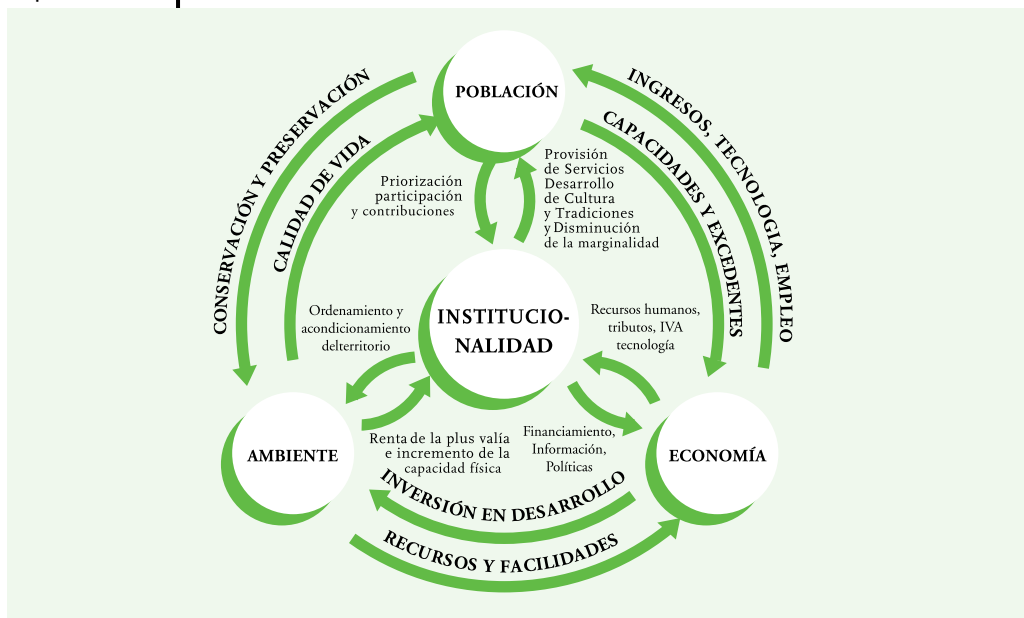 POBLACIÓN
CONSERVACIÓN Y PRESERVACIÓN
CALIDAD DE VIDA
INGRESOS, TECNOLOGIA, EMPLEO
CAPACIDADES Y EXCEDENTES
Priorización
participación
y contribuciones
Provisión
de Servicios
Desarrollo
de Cultura
y Tradiciones
y Disminución
de la marginalidad
INSTITUCIO-
NALIDAD
Ordenamiento y
acondicionamiento
delterritorio
Recursos humanos,
tributos, IVA
tecnología
AMBIENTE
Renta de la plus valía
e incremento de la
capacidad física
Financiamiento,
Información,
Políticas
ECONOMÍA
INVERSIÓN EN DESARROLLO
RECURSOS Y FACILIDADES